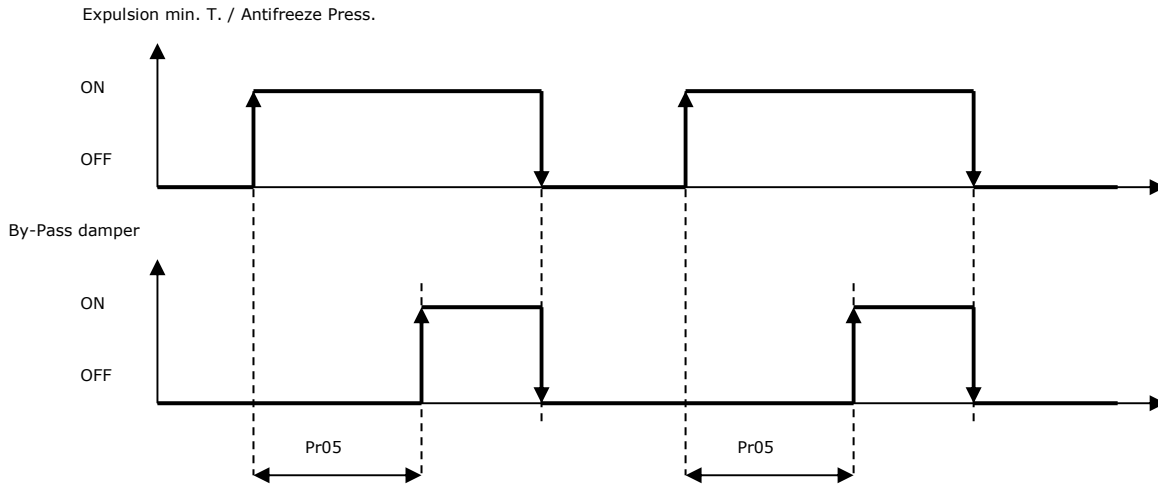 Expulsion min. T. / Antifreeze Press.
ON
OFF
By-Pass damper
ON
OFF
Pr05 Pr05